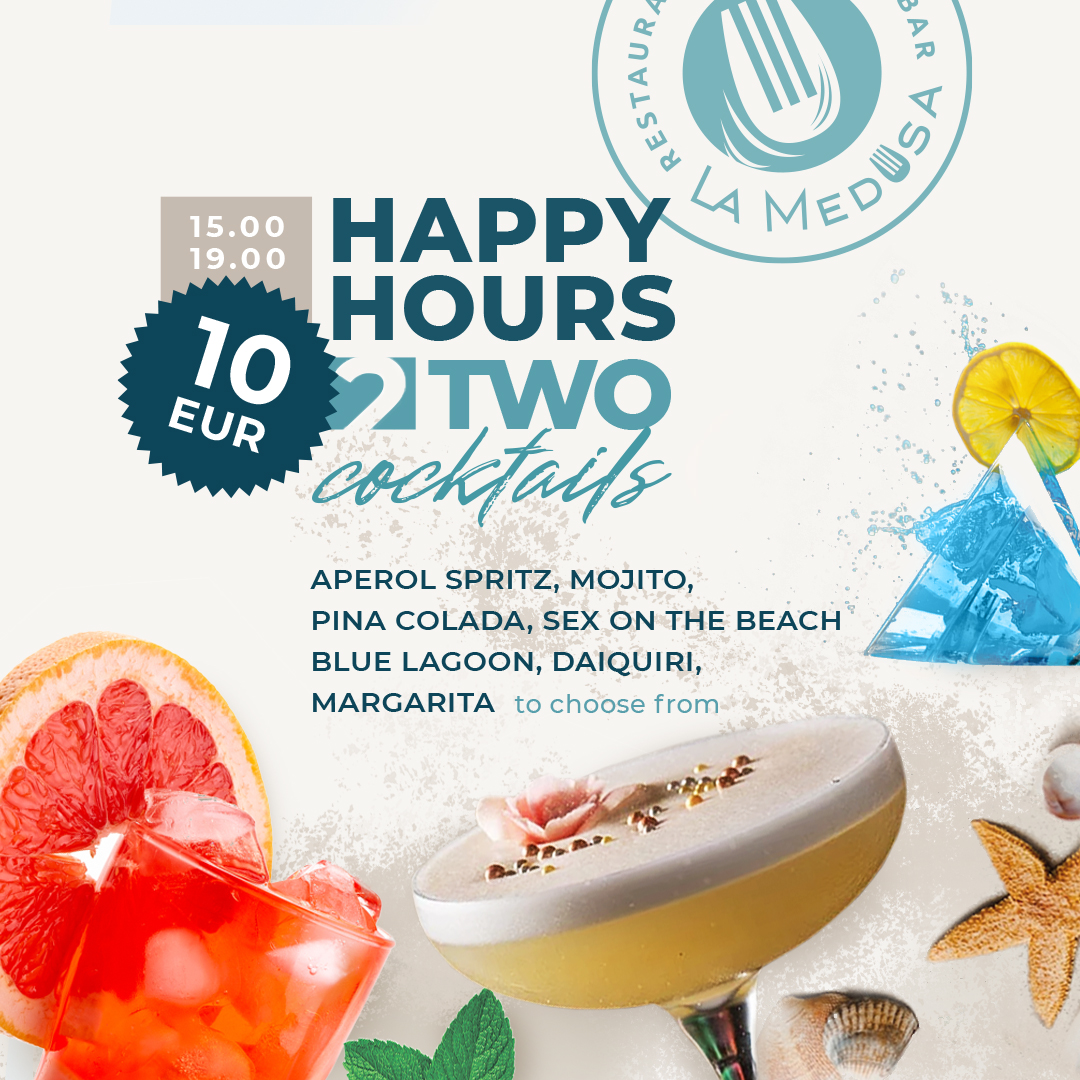 BAR
LA MEDUSA
15.00
19.00
HAPPY
HOURS
10
EUR
2 TWO
cocktails
APEROL SPRITZ, MOJITO,
PINA COLADA, SEX ON THE BEACH
BLUE LAGOON, DAIQUIRI,
MARGARITA to choose from